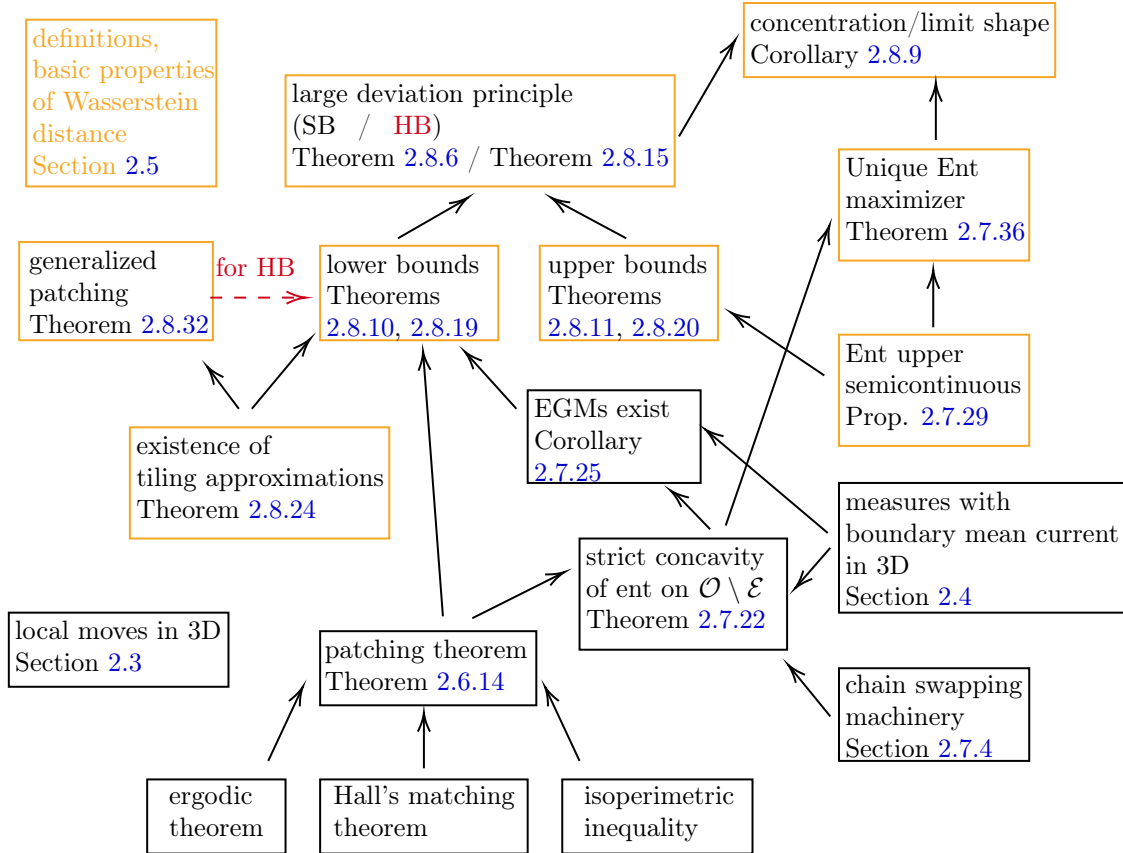 definitions,
basic properties
of Wasserstein
distance
Section 2.5
concentration/limit shape
Corollary 2.8.9
large deviation principle
(SB / HB)
Theorem 2.8.6 / Theorem 2.8.15
Unique Ent
maximizer
Theorem 2.7.36
generalized
patching
Theorem 2.8.32
for HB
lower bounds
Theorems
2.8.10, 2.8.19
upper bounds
Theorems
2.8.11, 2.8.20
Ent upper
semicontinuous
Prop. 2.7.29
EGMs exist
Corollary
2.7.25
existence of
tiling approximations
Theorem 2.8.24
measures with
boundary mean current
in 3D
Section 2.4
strict concavity
of ent on 𝒪 \ ℰ
Theorem 2.7.22
local moves in 3D
Section 2.3
patching theorem
Theorem 2.6.14
chain swapping
machinery
Section 2.7.4
ergodic
theorem
Hall's matching
theorem
isoperimetric
inequality